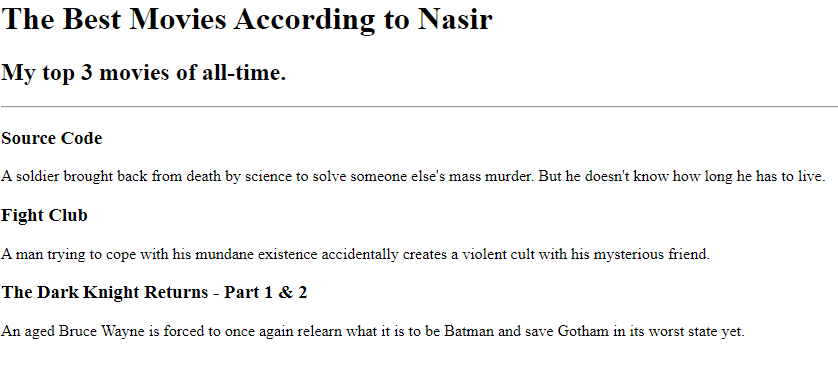 The Best Movies According to Nasir
My top 3 movies of all-time.
Source Code
A soldier brought back from death by science to solve someone else's mass murder. But he doesn't know how long he has to live.
Fight Club
A man trying to cope with his mundane existence accidentally creates a violent cult with his mysterious friend.
The Dark Knight Returns - Part 1 & 2
An aged Bruce Wayne is forced to once again relearn what it is to be Batman and save Gotham in its worst state yet.